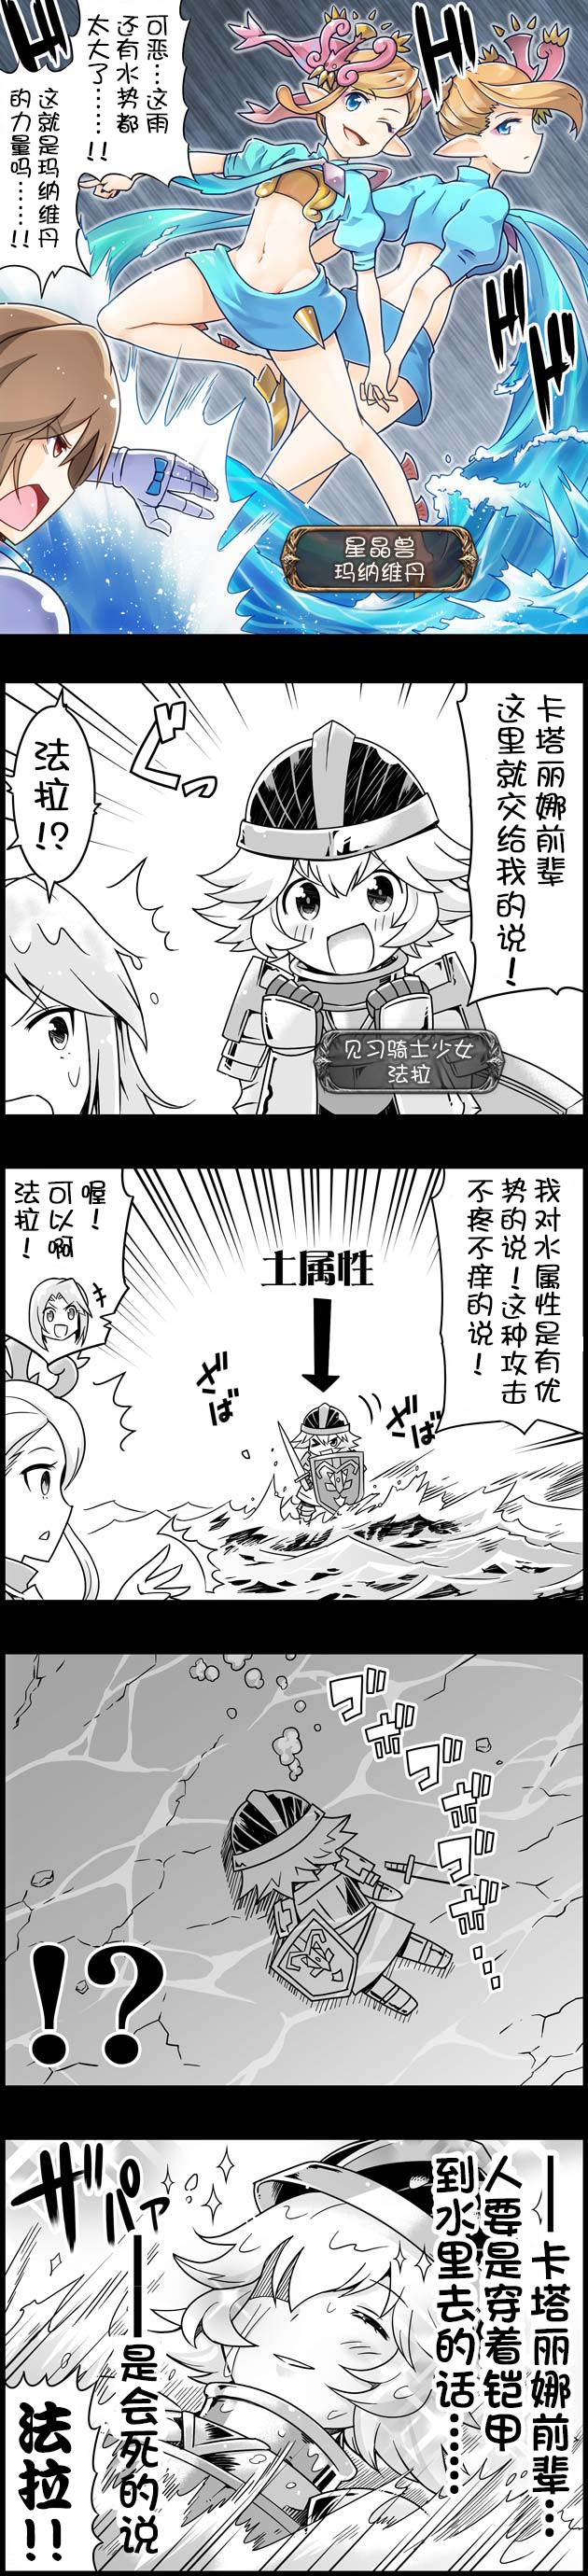 可恶…这雨
还有水势都
太大了……!!
这就是玛纳维丹
的力量吗……!!
星晶兽
玛纳维丹
卡塔丽娜前辈
这里就交给我的说!
法拉!?
见习骑士少女
法拉
我对水属性是有优
势的说!这种攻击
不疼不痒的说!
土属性
ざば
ざば
喔!
可以啊
法拉!
ゴボゴボゴボ…
!?
——卡塔丽娜前辈…
人要是穿着铠甲
到水里去的话……
ザパァ
——是会死的说
法拉!!